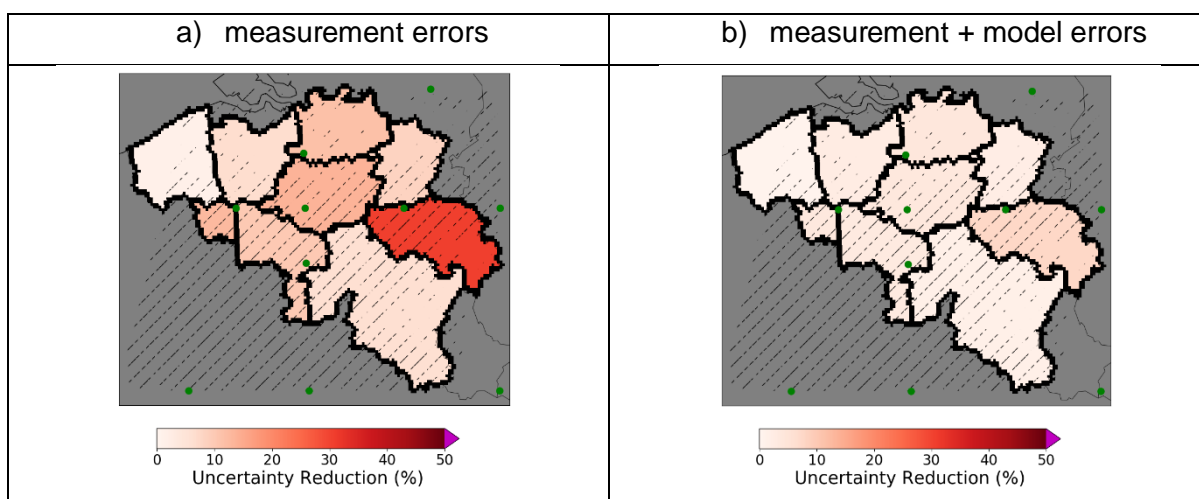 a) measurement errors
b) measurement + model errors
0 10 20 30 40 50
Uncertainty Reduction (%)
0 10 20 30 40 50
Uncertainty Reduction (%)